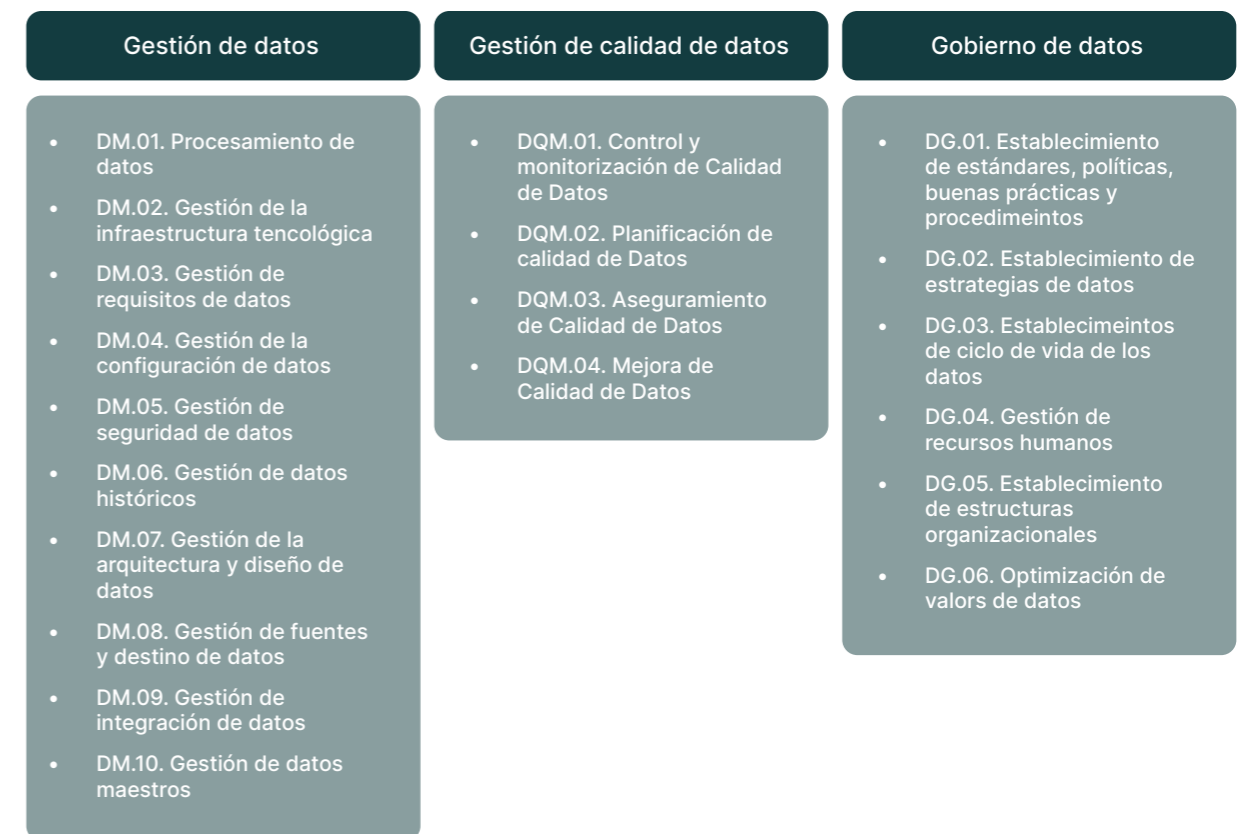 Gestión de datos
• DM.01. Procesamiento de
datos
• DM.02. Gestión de la
infraestructura tencológica
• DM.03. Gestión de
requisitos de datos
• DM.04. Gestión de la
configuración de datos
• DM.05. Gestión de
seguridad de datos
• DM.06. Gestión de datos
históricos
• DM.07. Gestión de la
arquitectura y diseño de
datos
• DM.08. Gestión de fuentes
y destino de datos
• DM.09. Gestión de
integración de datos
• DM.10. Gestión de datos
maestros
Gestión de calidad de datos
• DQM.01. Control y
monitorización de Calidad
de Datos
• DQM.02. Planificación de
calidad de Datos
• DQM.03. Aseguramiento
de Calidad de Datos
• DQM.04. Mejora de
Calidad de Datos
Gobierno de datos
• DG.01. Establecimiento
de estándares, políticas,
buenas prácticas y
procedimeintos
• DG.02. Establecimiento de
estrategias de datos
• DG.03. Establecimeintos
de ciclo de vida de los
datos
• DG.04. Gestión de
recursos humanos
• DG.05. Establecimiento
de estructuras
organizacionales
• DG.06. Optimización de
valors de datos